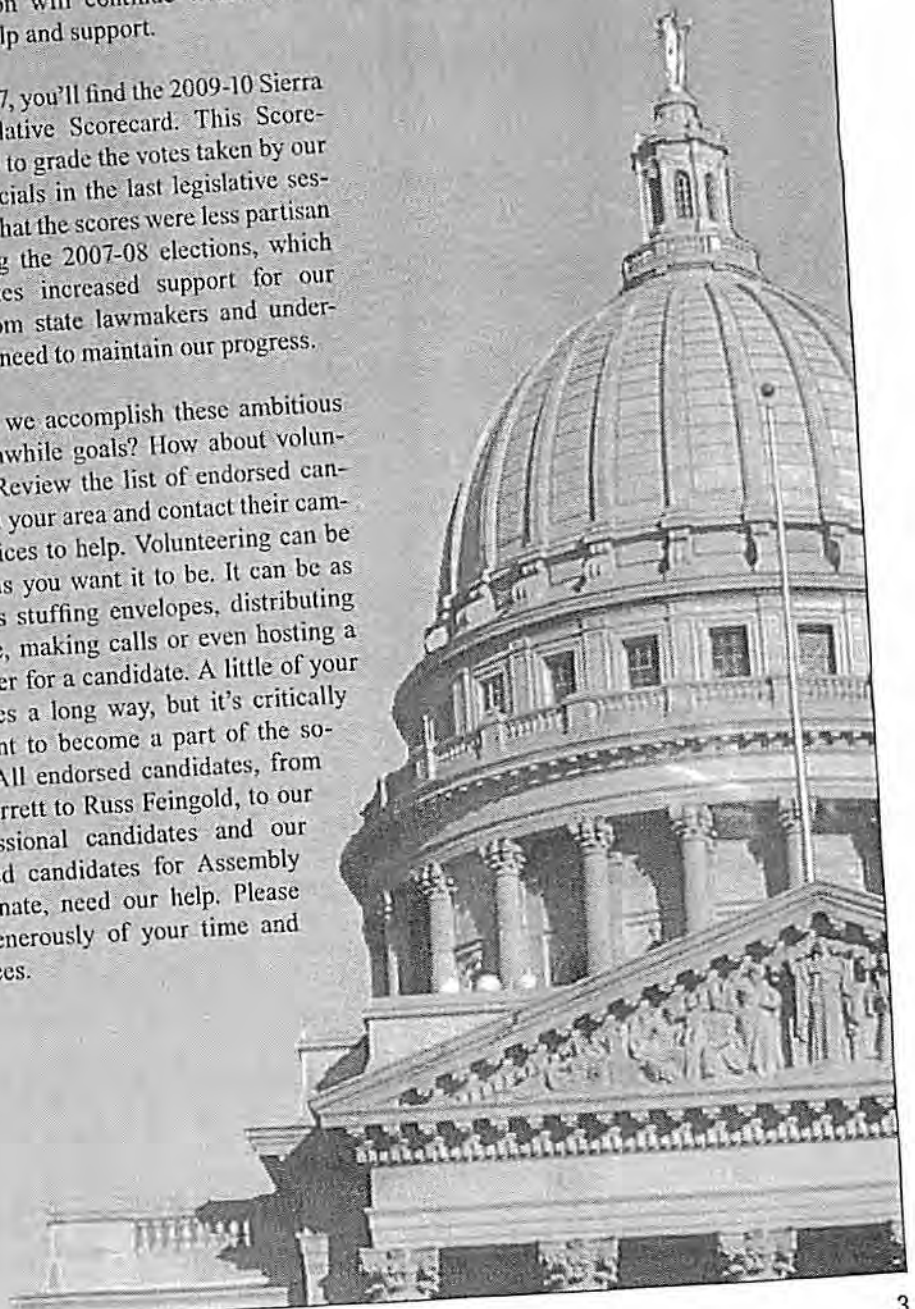 on will continue
lp and support.
7, you'll find the 2009-10 Sierra
lative Scorecard. This Score-
to grade the votes taken by our
cials in the last legislative ses-
hat the scores were less partisan
g the 2007-08 elections, which
es increased support for our
om state lawmakers and under-
need to maintain our progress.
we accomplish these ambitious
nwhile goals? How about volun-
Review the list of endorsed can-
your area and contact their cam-
ices to help. Volunteering can be
as you want it to be. It can be as
s stuffing envelopes, distributing
e, making calls or even hosting a
er for a candidate. A little of your
es a long way, but it's critically
nt to become a part of the so-
All endorsed candidates, from
rrett to Russ Feingold, to our
ssional candidates and our
d candidates for Assembly
nate, need our help. Please
enerously of your time and
ces.
3